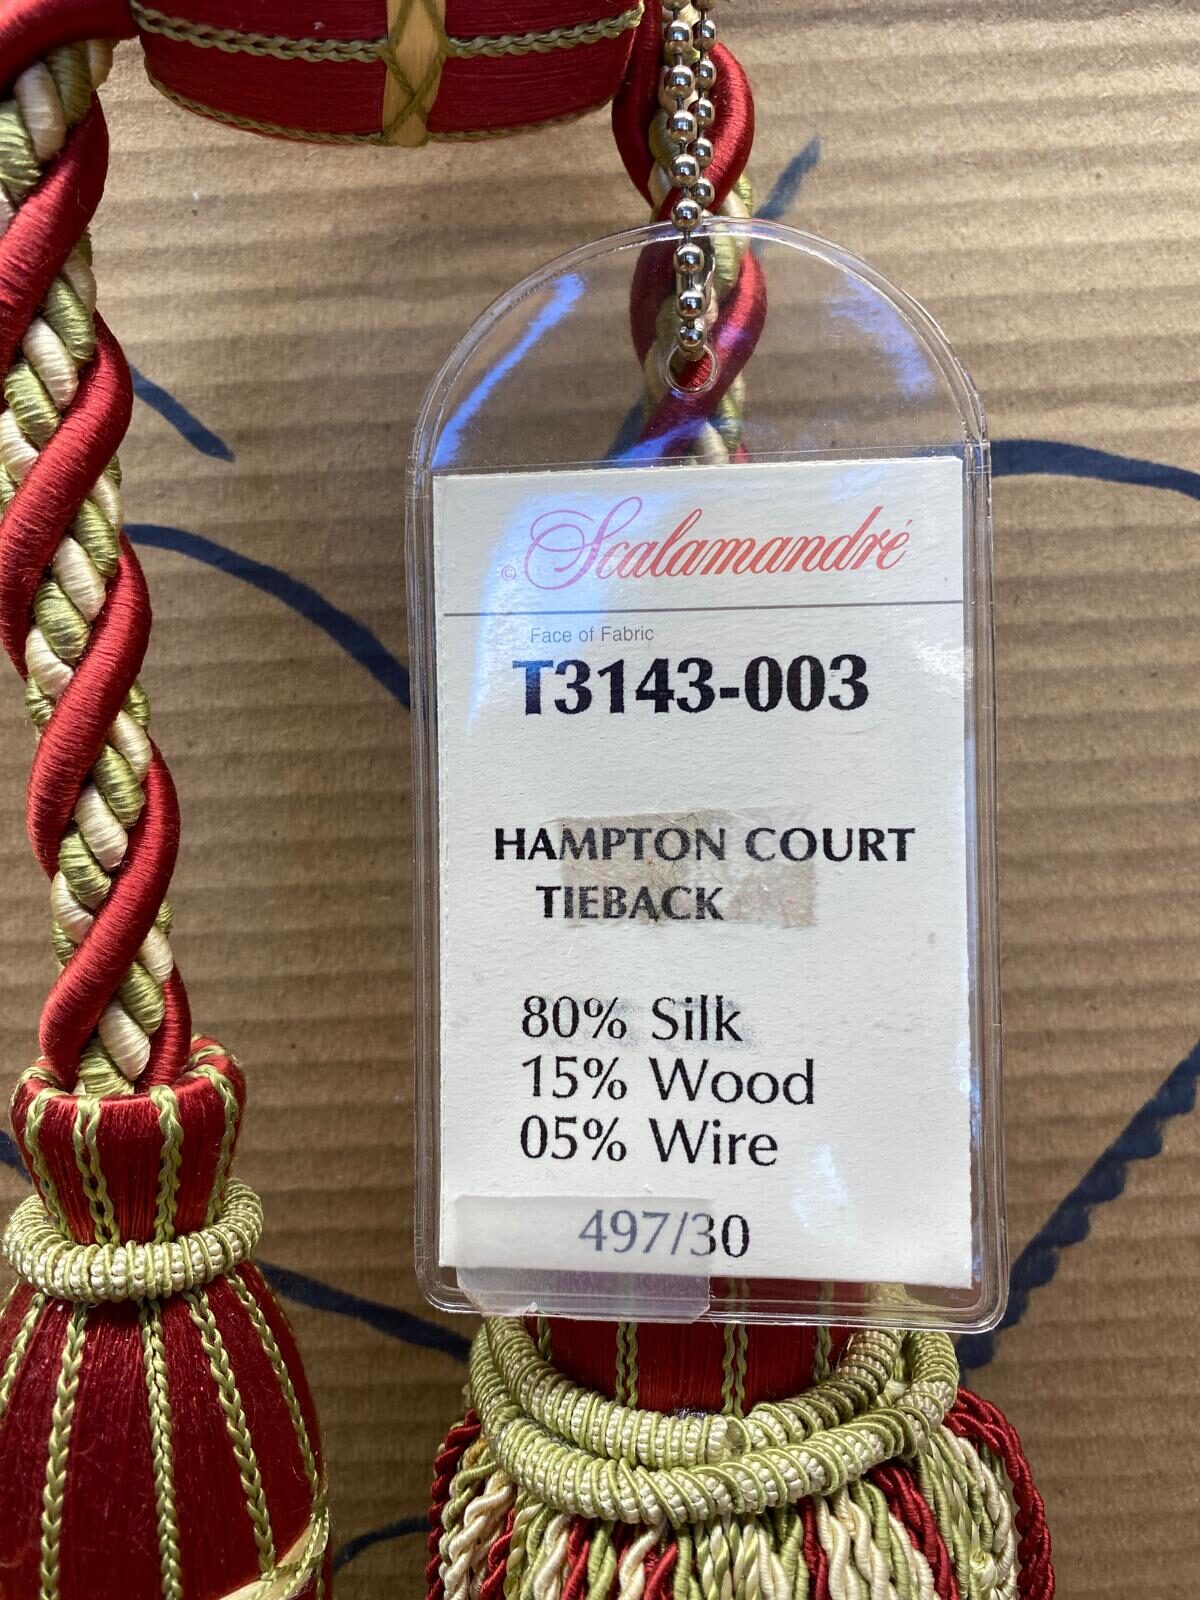 © Scalamandré
Face of Fabric
T3143-003
HAMPTON COURT
TIEBACK
80% Silk
15% Wood
05% Wire
497/30